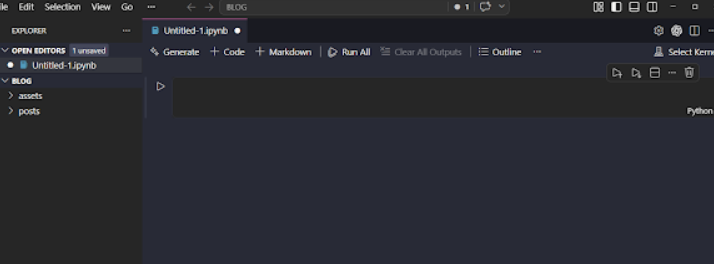 ile Edit Selection View Go ··· BLOG 1
EXPLORER ··· Untitled-1.ipynb
OPEN EDITORS 1 unsaved Generate + Code + Markdown Run All Clear All Outputs Outline ··· Select Kerne
Untitled-1.ipynb
BLOG
assets
posts
Python